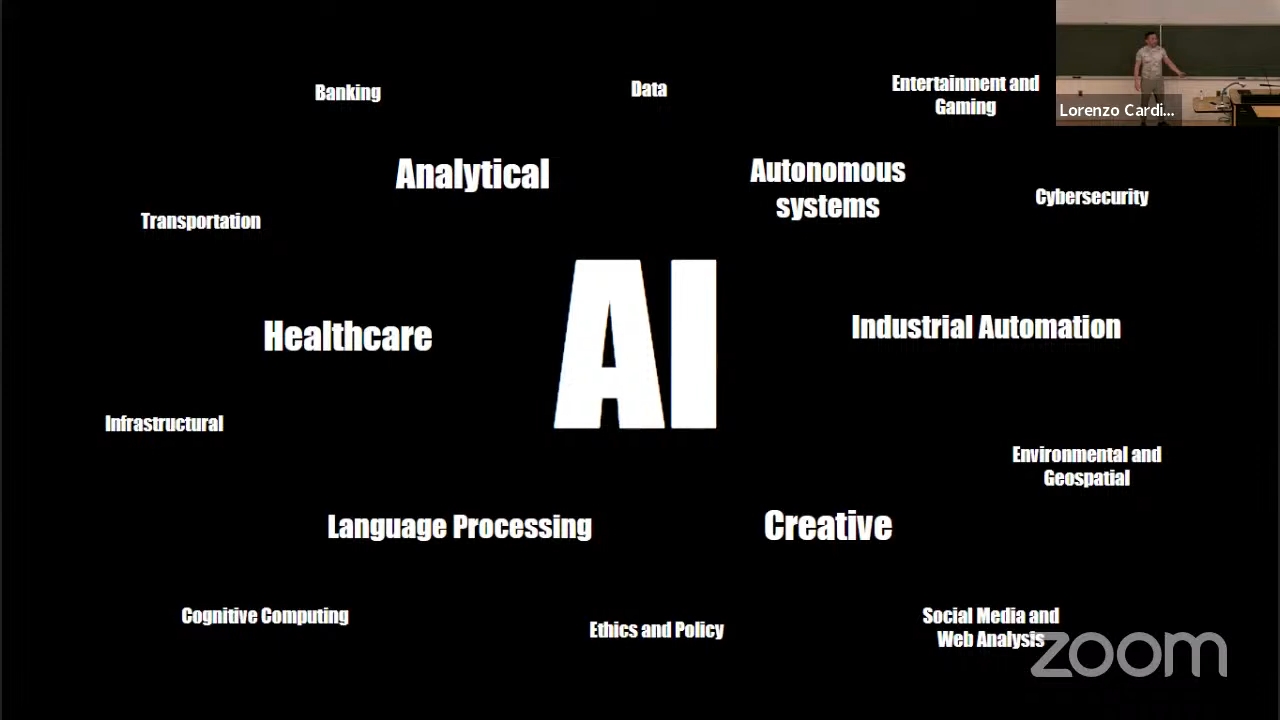 Banking
Data
Entertainment and
Gaming
Lorenzo Cardi...
Analytical
Autonomous
systems
Cybersecurity
Transportation
AI
Healthcare
Industrial Automation
Infrastructural
Environmental and
Geospatial
Language Processing
Creative
Cognitive Computing
Ethics and Policy
Social Media and
Web Analysis
zoom